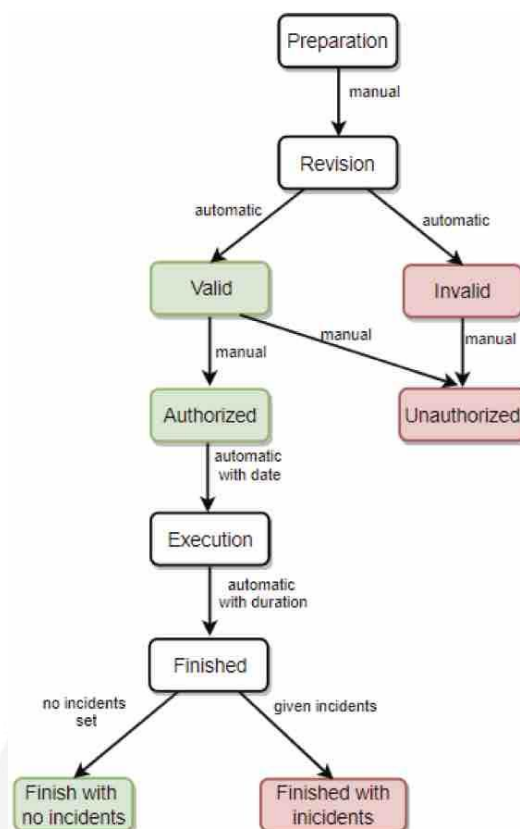 Preparation
manual
Revision
automatic
automatic
Valid
Invalid
manual
manual
manual
Authorized
Unauthorized
automatic
with date
Execution
automatic
with duration
Finished
no incidents
set
given incidents
Finish with
no incidents
Finished with
inicidents